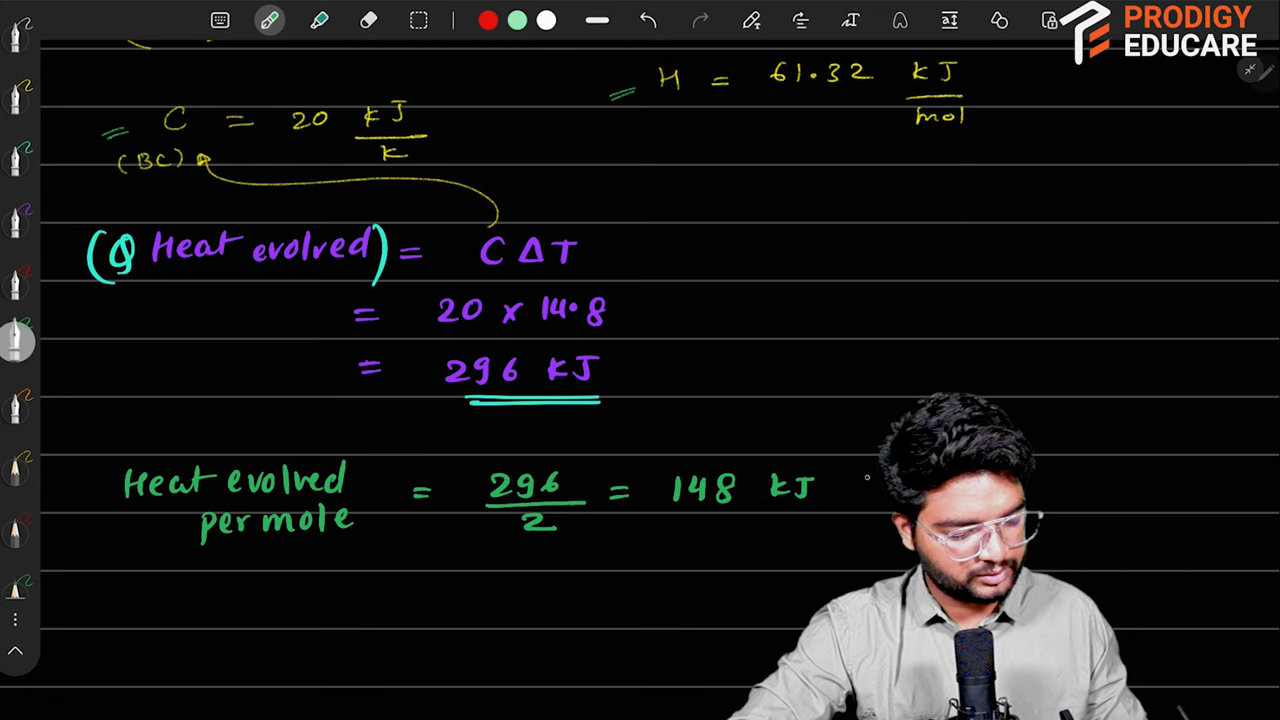 PRODIGY
EDUCARE
= H = 61.32 kJ/mol
= C = 20 kJ/K
(BC)
(Q Heat evolved) = C Δ T
= 20 × 14.8
= 296 kJ
Heat evolved per mole = 296/2 = 148 kJ